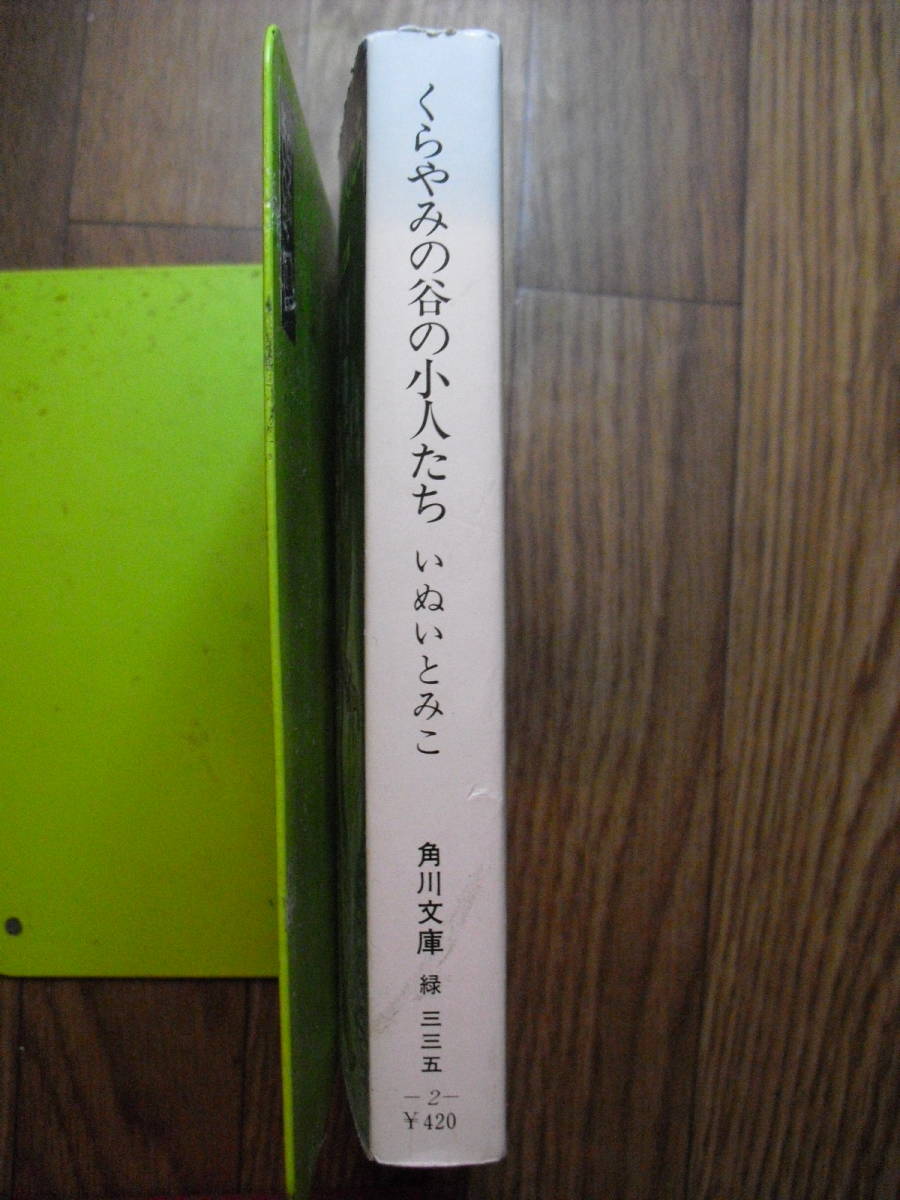 くらやみの谷の小人たち いぬいとみこ
角川文庫 緑 三三五
—2—
¥420